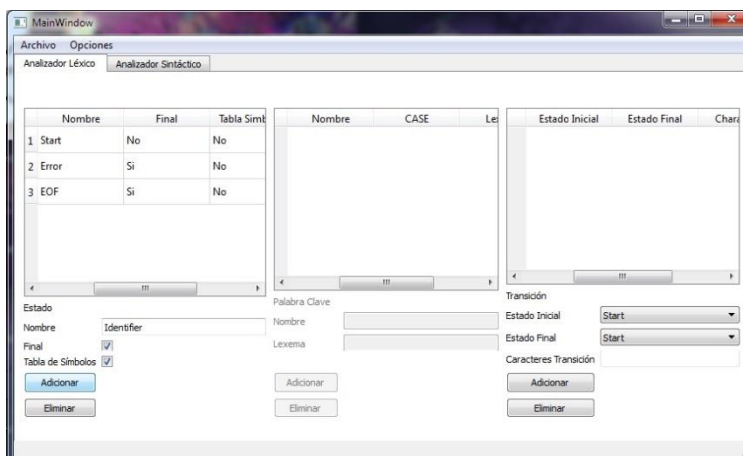 MainWindow
Archivo Opciones
Analizador Léxico Analizador Sintáctico
Nombre Final Tabla Simb
1 Start No No
2 Error Si No
3 EOF Si No
Estado
Nombre Identifier
Final
Tabla de Símbolos
Adicionar
Eliminar
Nombre CASE Le
Palabra Clave
Nombre
Lexema
Adicionar
Eliminar
Estado Inicial Estado Final Chara
Transición
Estado Inicial Start
Estado Final Start
Caracteres Transición
Adicionar
Eliminar